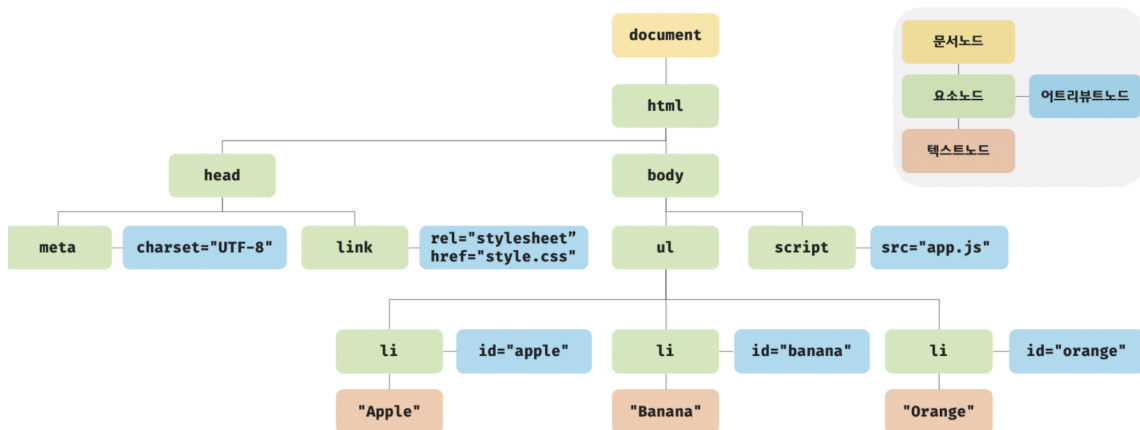 document
문서노드
요소노드
어트리뷰트노드
html
텍스트노드
head
body
meta
charset="UTF-8"
link
rel="stylesheet”
href="style.css"
ul
script
src="app.js"
li
id="apple"
li
id="banana"
li
id="orange"
"Apple"
"Banana"
"Orange"